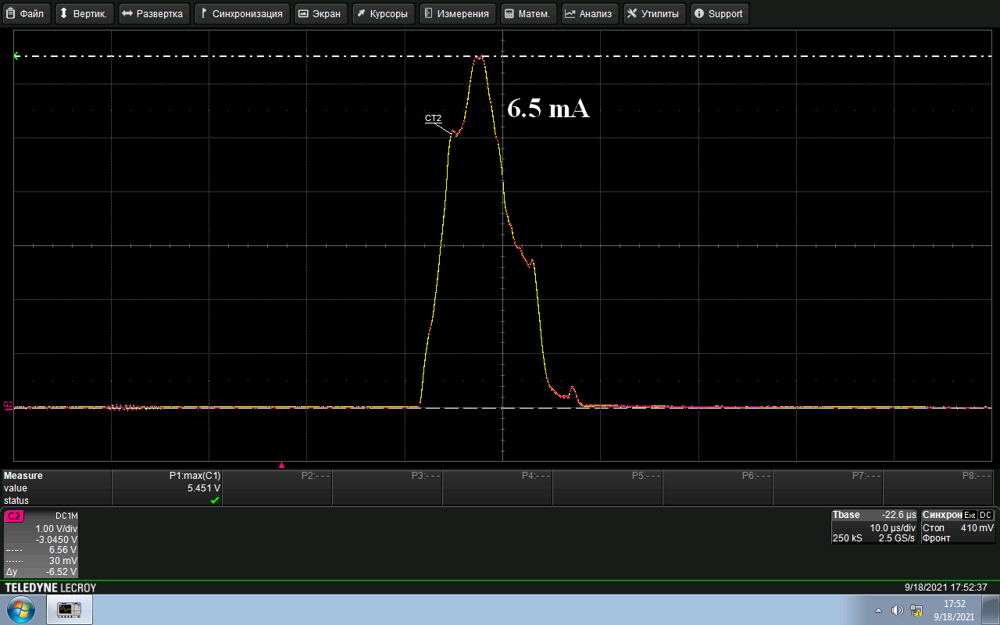 Файл Вертик. Развертка Синхронизация Экран Курсоры Измерения Матем. Анализ Утилиты Support
6.5 mA
CT2
C2
Measure P1:max(C1) P2:--- P3:--- P4:--- P5:--- P6:--- P7:--- P8:---
value 5.451 V
status
C2 DC1M
1.00 V/div
-3.0450 V
6.56 V
30 mV
Δy -6.52 V
Tbase -22.6 µs
10.0 µs/div
250 kS 2.5 GS/s
Синхрон Ext DC
Стоп 410 mV
Фронт
TELEDYNE LECROY
9/18/2021 17:52:37
17:52
9/18/2021